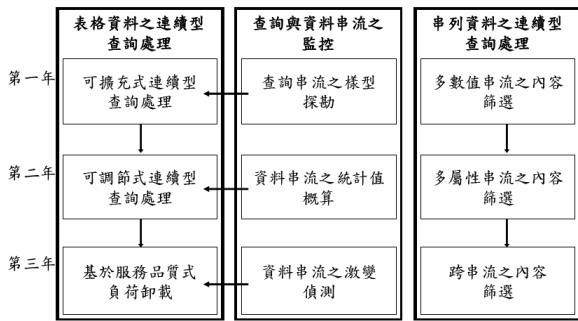 表格資料之連續型
查詢處理
查詢與資料串流之
監控
串列資料之連續型
查詢處理
第一年
可擴充式連續型
查詢處理
查詢串流之樣型
探勘
多數值串流之內容
篩選
第二年
可調節式連續型
查詢處理
資料串流之統計值
概算
多屬性串流之內容
篩選
第三年
基於服務品質式
負荷卸載
資料串流之激變
偵測
跨串流之內容
篩選